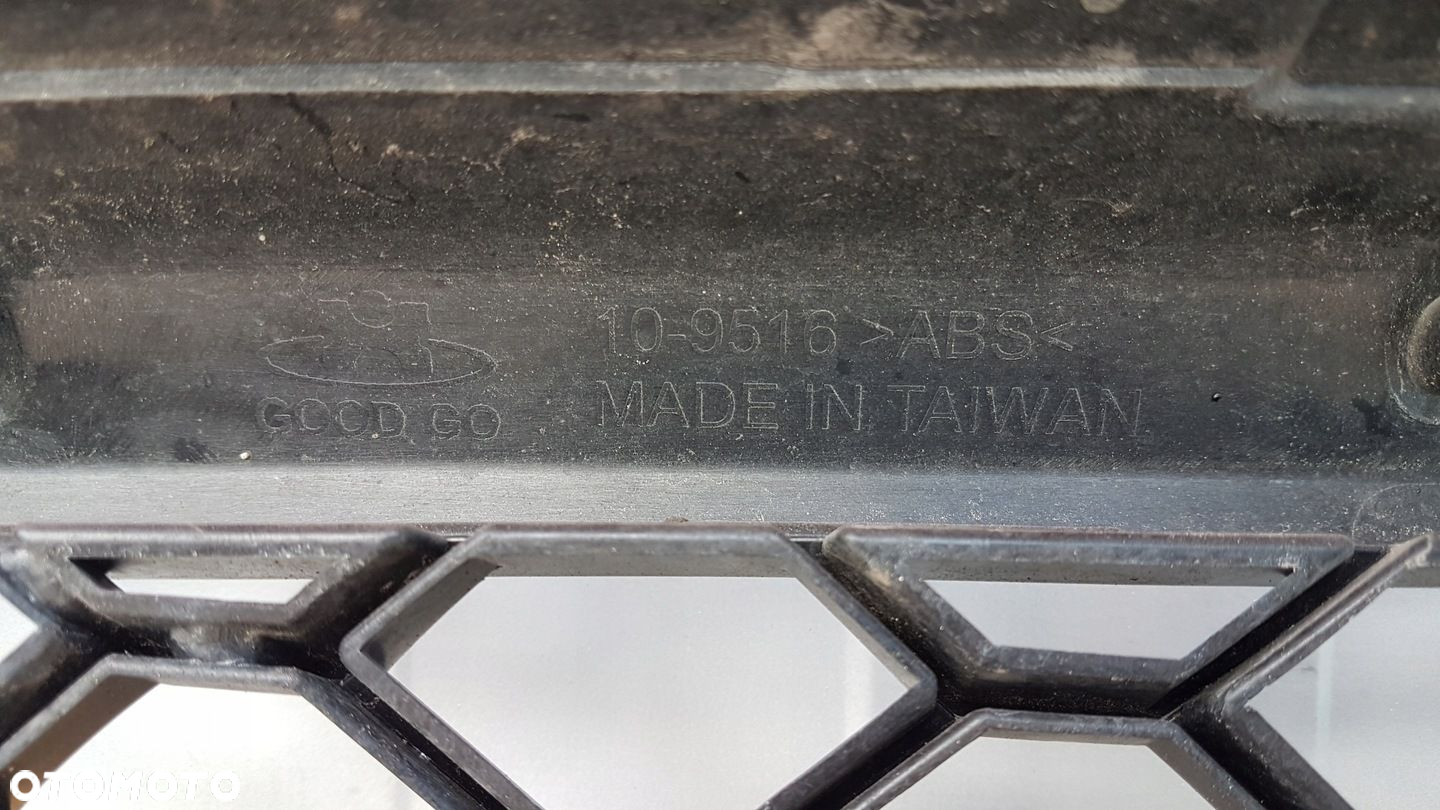 10-9516 >ABS<
GOOD GO
MADE IN TAIWAN
OTOMOTO